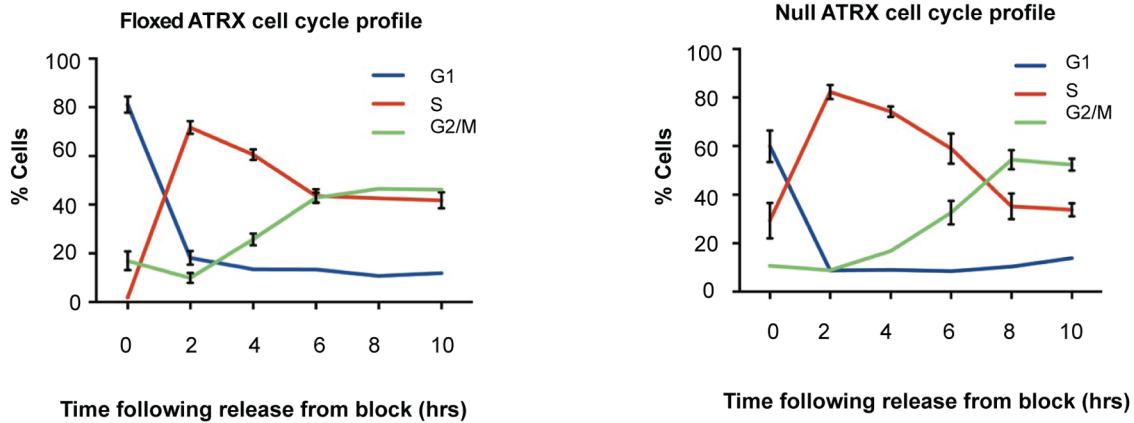 Floxed ATRX cell cycle profile
100
80
60
40
20
0
% Cells
G1
S
G2/M
0 2 4 6 8 10
Time following release from block (hrs)
Null ATRX cell cycle profile
100
80
60
40
20
0
% Cells
G1
S
G2/M
0 2 4 6 8 10
Time following release from block (hrs)